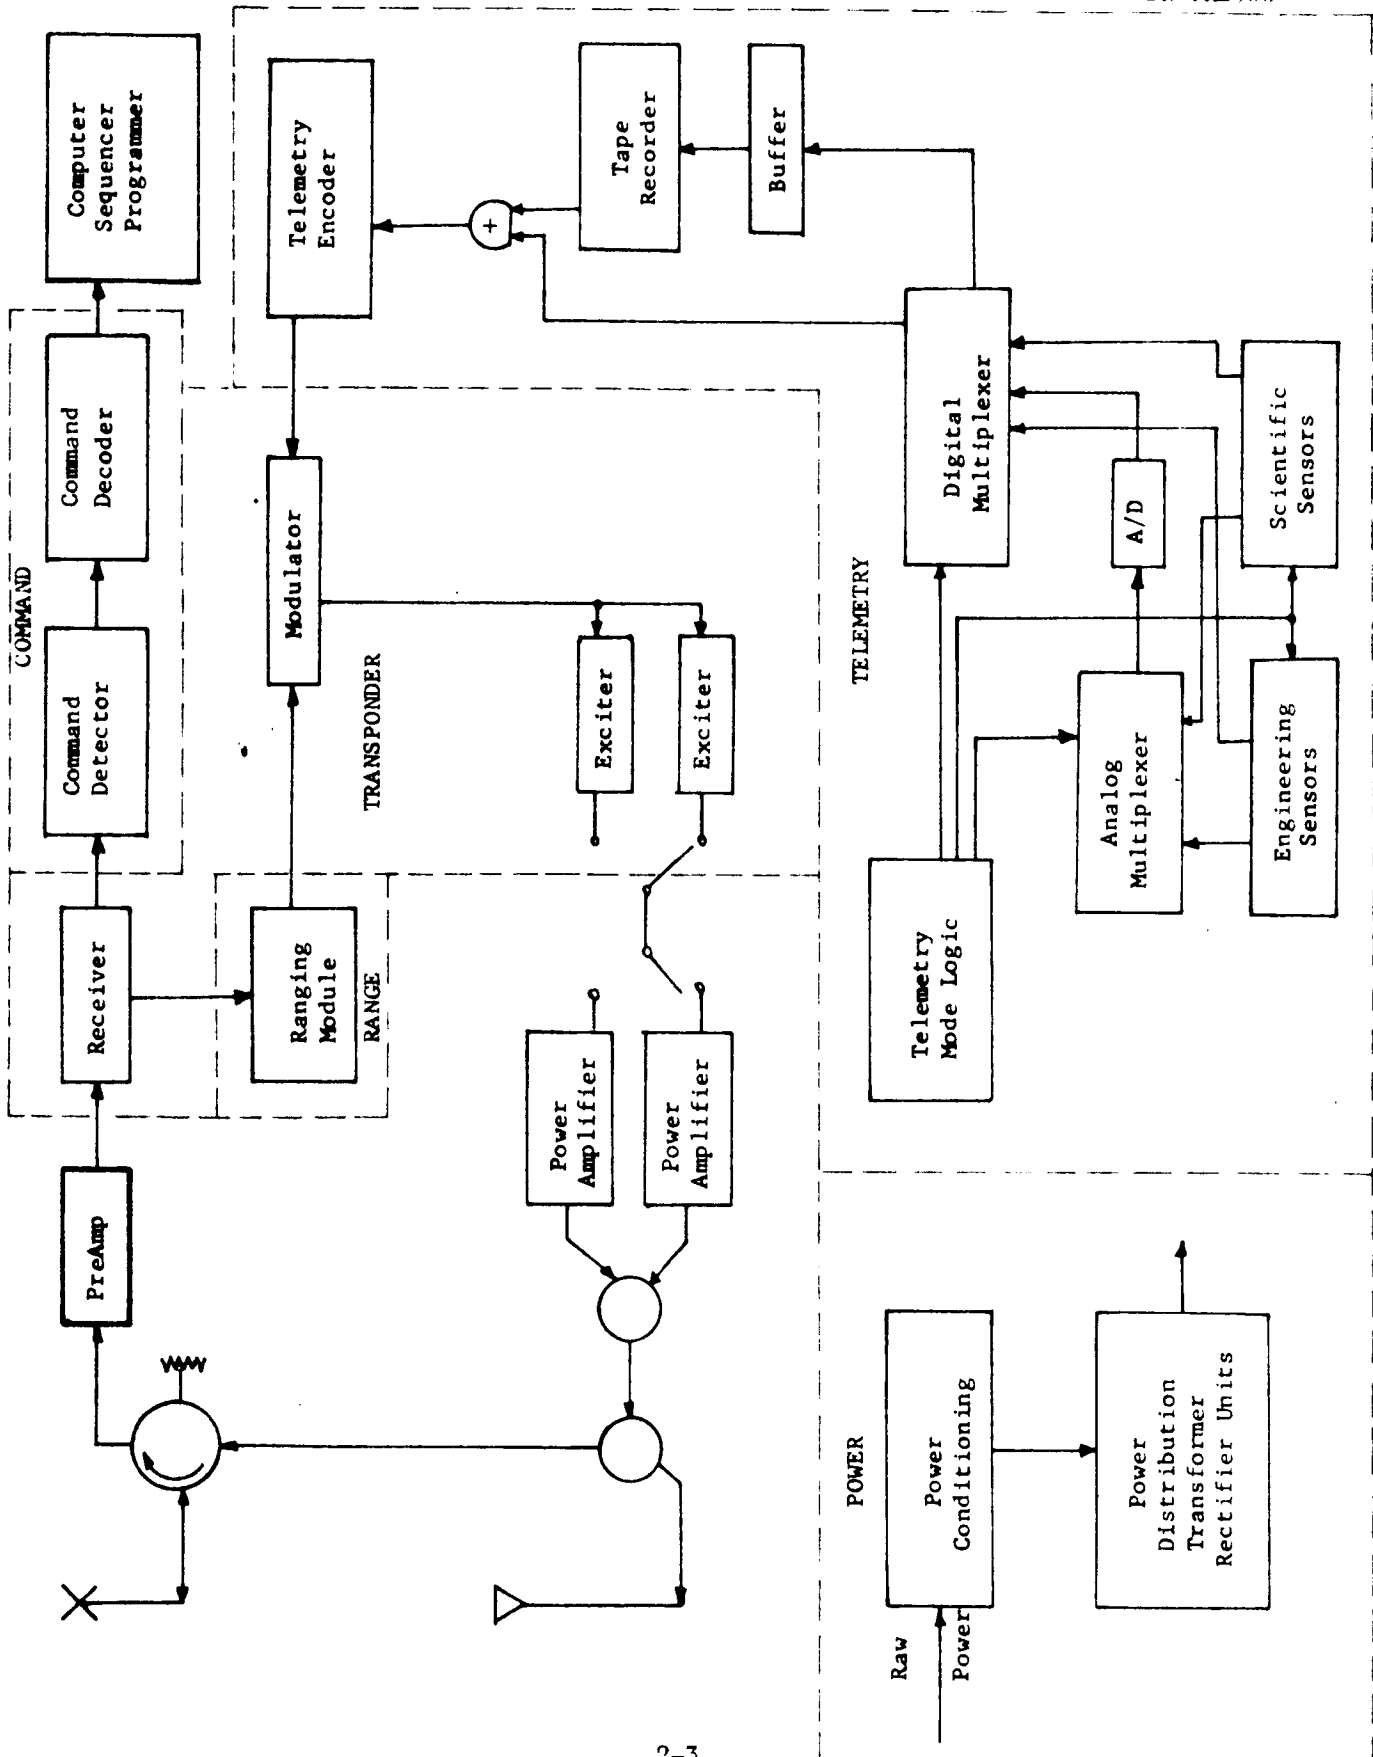 COMMAND
PreAmp
Receiver
Command
Detector
Command
Decoder
Computer
Sequencer
Programmer
Ranging
Module
RANGE
Modulator
TRANSPONDER
Telemetry
Encoder
+
Tape
Recorder
Buffer
Exciter
Exciter
Power
Amplifier
Power
Amplifier
TELEMETRY
Telemetry
Mode Logic
Digital
Multiplexer
Analog
Multiplexer
A/D
Engineering
Sensors
Scientific
Sensors
POWER
Raw
Power
Power
Conditioning
Power
Distribution
Transformer
Rectifier Units
2-3